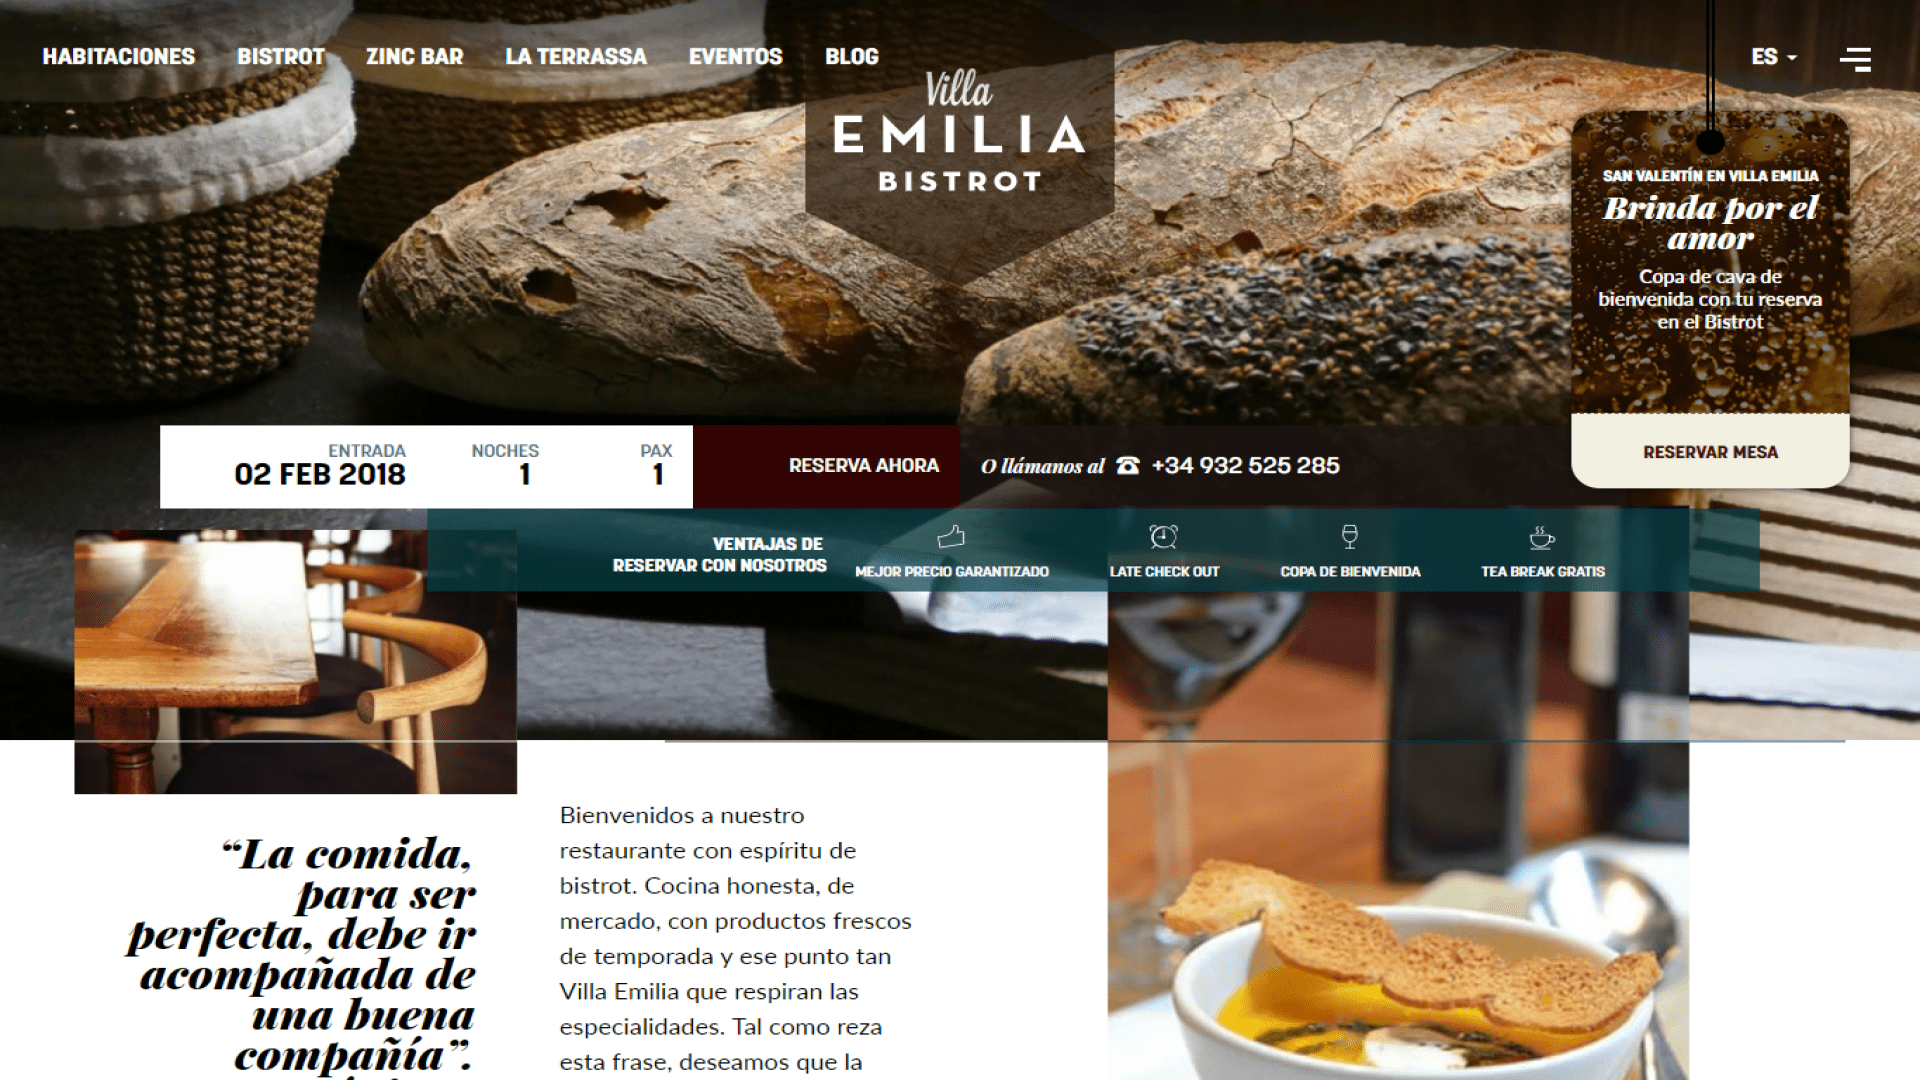 HABITACIONES BISTROT ZINC BAR LA TERRASSA EVENTOS BLOG
ES
Villa
EMILIA
BISTROT
SAN VALENTÍN EN VILLA EMILIA
Brinda por el
amor
Copa de cava de
bienvenida con tu reserva
en el Bistrot
RESERVAR MESA
ENTRADA
02 FEB 2018
NOCHES
1
PAX
1
RESERVA AHORA
O llámanos al +34 932 525 285
VENTAJAS DE
RESERVAR CON NOSOTROS
MEJOR PRECIO GARANTIZADO
LATE CHECK OUT
COPA DE BIENVENIDA
TEA BREAK GRATIS
“La comida,
para ser
perfecta, debe ir
acompañada de
una buena
compañía”.
Bienvenidos a nuestro
restaurante con espíritu de
bistrot. Cocina honesta, de
mercado, con productos frescos
de temporada y ese punto tan
Villa Emilia que respiran las
especialidades. Tal como reza
esta frase, deseamos que la